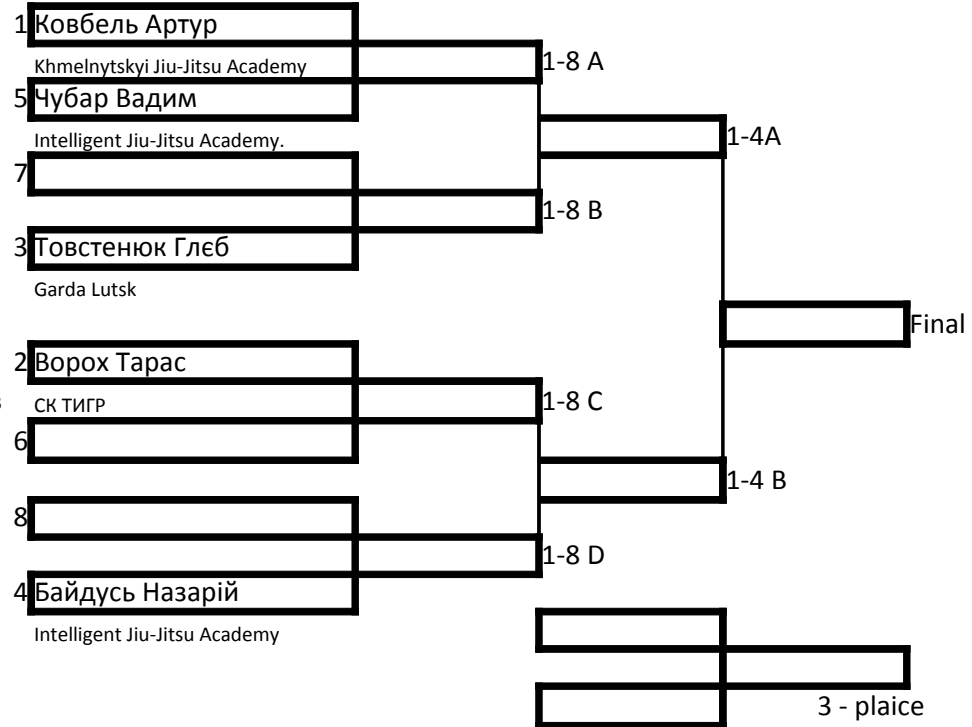 1 Ковбель Артур
Khmelnytskyi Jiu-Jitsu Academy
1-8 A
5 Чубар Вадим
Intelligent Jiu-Jitsu Academy.
1-4A
7
1-8 B
3 Товстенюк Глєб
Garda Lutsk
Final
2 Ворох Тарас
СК ТИГР
1-8 C
6
1-4 B
8
1-8 D
4 Байдусь Назарій
Intelligent Jiu-Jitsu Academy
3 - plaice